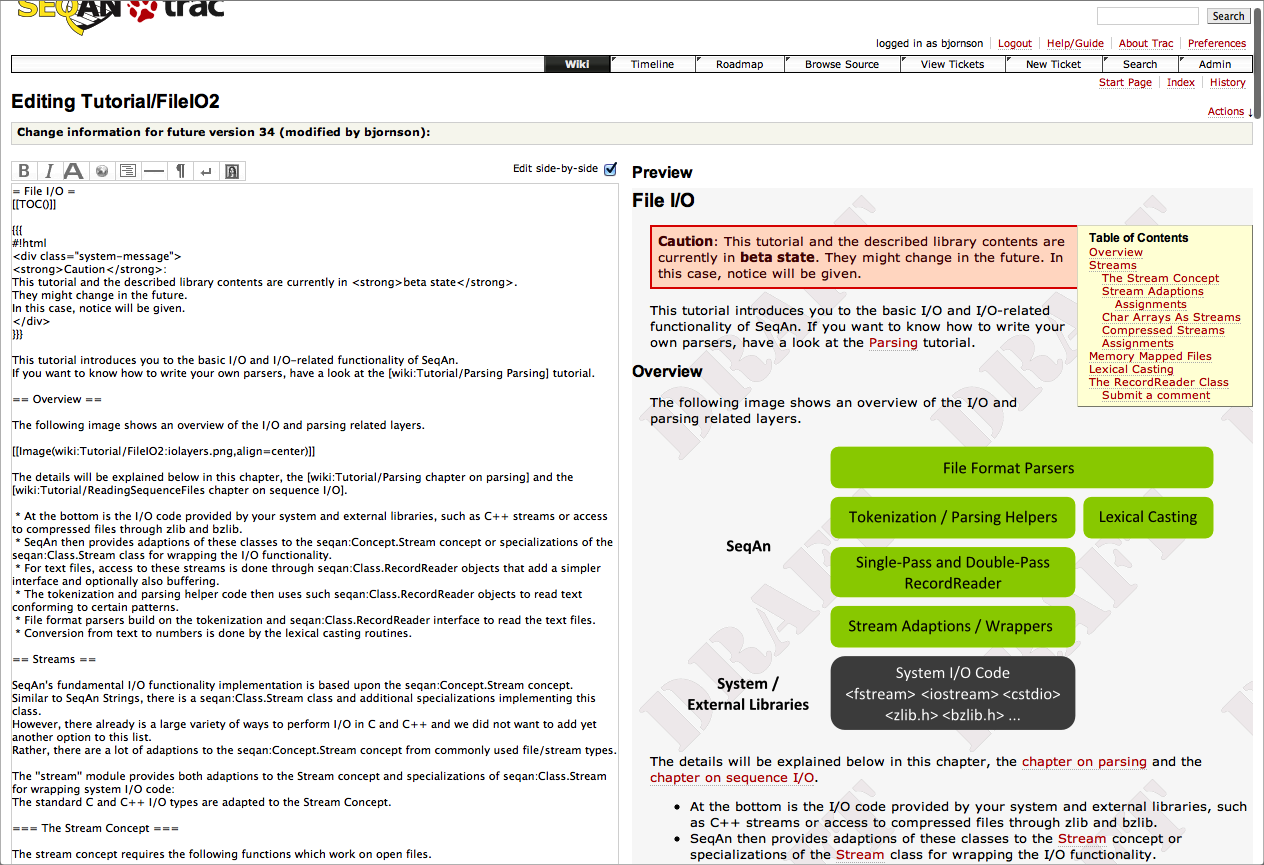 SEQAN trac
Search
logged in as bjornson Logout Help/Guide About Trac Preferences
Wiki Timeline Roadmap Browse Source View Tickets New Ticket Search Admin
Start Page Index History
Editing Tutorial/FileIO2
Actions ↓
Change information for future version 34 (modified by bjornson):
B I A ¶ ↵
Edit side-by-side
= File I/O =
[[TOC()]]
{{{
#!html
<div class="system-message">
<strong>Caution</strong>:
This tutorial and the described library contents are currently in <strong>beta state</strong>.
They might change in the future.
In this case, notice will be given.
</div>
}}}
This tutorial introduces you to the basic I/O and I/O-related functionality of SeqAn.
If you want to know how to write your own parsers, have a look at the [wiki:Tutorial/Parsing Parsing] tutorial.
== Overview ==
The following image shows an overview of the I/O and parsing related layers.
[[Image(wiki:Tutorial/FileIO2:iolayers.png,align=center)]]
The details will be explained below in this chapter, the [wiki:Tutorial/Parsing chapter on parsing] and the
[wiki:Tutorial/ReadingSequenceFiles chapter on sequence I/O].
* At the bottom is the I/O code provided by your system and external libraries, such as C++ streams or access
to compressed files through zlib and bzlib.
* SeqAn then provides adaptions of these classes to the seqan:Concept.Stream concept or specializations of the
seqan:Class.Stream class for wrapping the I/O functionality.
* For text files, access to these streams is done through seqan:Class.RecordReader objects that add a simpler
interface and optionally also buffering.
* The tokenization and parsing helper code then uses such seqan:Class.RecordReader objects to read text
conforming to certain patterns.
* File format parsers build on the tokenization and seqan:Class.RecordReader interface to read the text files.
* Conversion from text to numbers is done by the lexical casting routines.
== Streams ==
SeqAn's fundamental I/O functionality implementation is based upon the seqan:Concept.Stream concept.
Similar to SeqAn Strings, there is a seqan:Class.Stream class and additional specializations implementing this
class.
However, there already is a large variety of ways to perform I/O in C and C++ and we did not want to add yet
another option to this list.
Rather, there are a lot of adaptions to the seqan:Concept.Stream concept from commonly used file/stream types.
The "stream" module provides both adaptions to the Stream concept and specializations of seqan:Class.Stream
for wrapping system I/O code:
The standard C and C++ I/O types are adapted to the Stream Concept.
=== The Stream Concept ===
The stream concept requires the following functions which work on open files.
Preview
File I/O
Caution: This tutorial and the described library contents are
currently in beta state. They might change in the future. In
this case, notice will be given.
Table of Contents
Overview
Streams
The Stream Concept
Stream Adaptions
Assignments
Char Arrays As Streams
Compressed Streams
Assignments
Memory Mapped Files
Lexical Casting
The RecordReader Class
Submit a comment
This tutorial introduces you to the basic I/O and I/O-related
functionality of SeqAn. If you want to know how to write your
own parsers, have a look at the Parsing tutorial.
Overview
The following image shows an overview of the I/O and
parsing related layers.
File Format Parsers
Tokenization / Parsing Helpers Lexical Casting
SeqAn
Single-Pass and Double-Pass
RecordReader
Stream Adaptions / Wrappers
System /
External Libraries
System I/O Code
<fstream> <iostream> <cstdio>
<zlib.h> <bzlib.h> ...
The details will be explained below in this chapter, the chapter on parsing and the
chapter on sequence I/O.
• At the bottom is the I/O code provided by your system and external libraries, such
as C++ streams or access to compressed files through zlib and bzlib.
• SeqAn then provides adaptions of these classes to the Stream concept or
specializations of the Stream class for wrapping the I/O functionality.
DRAFT
DRAFT
DRAFT
DRAFT